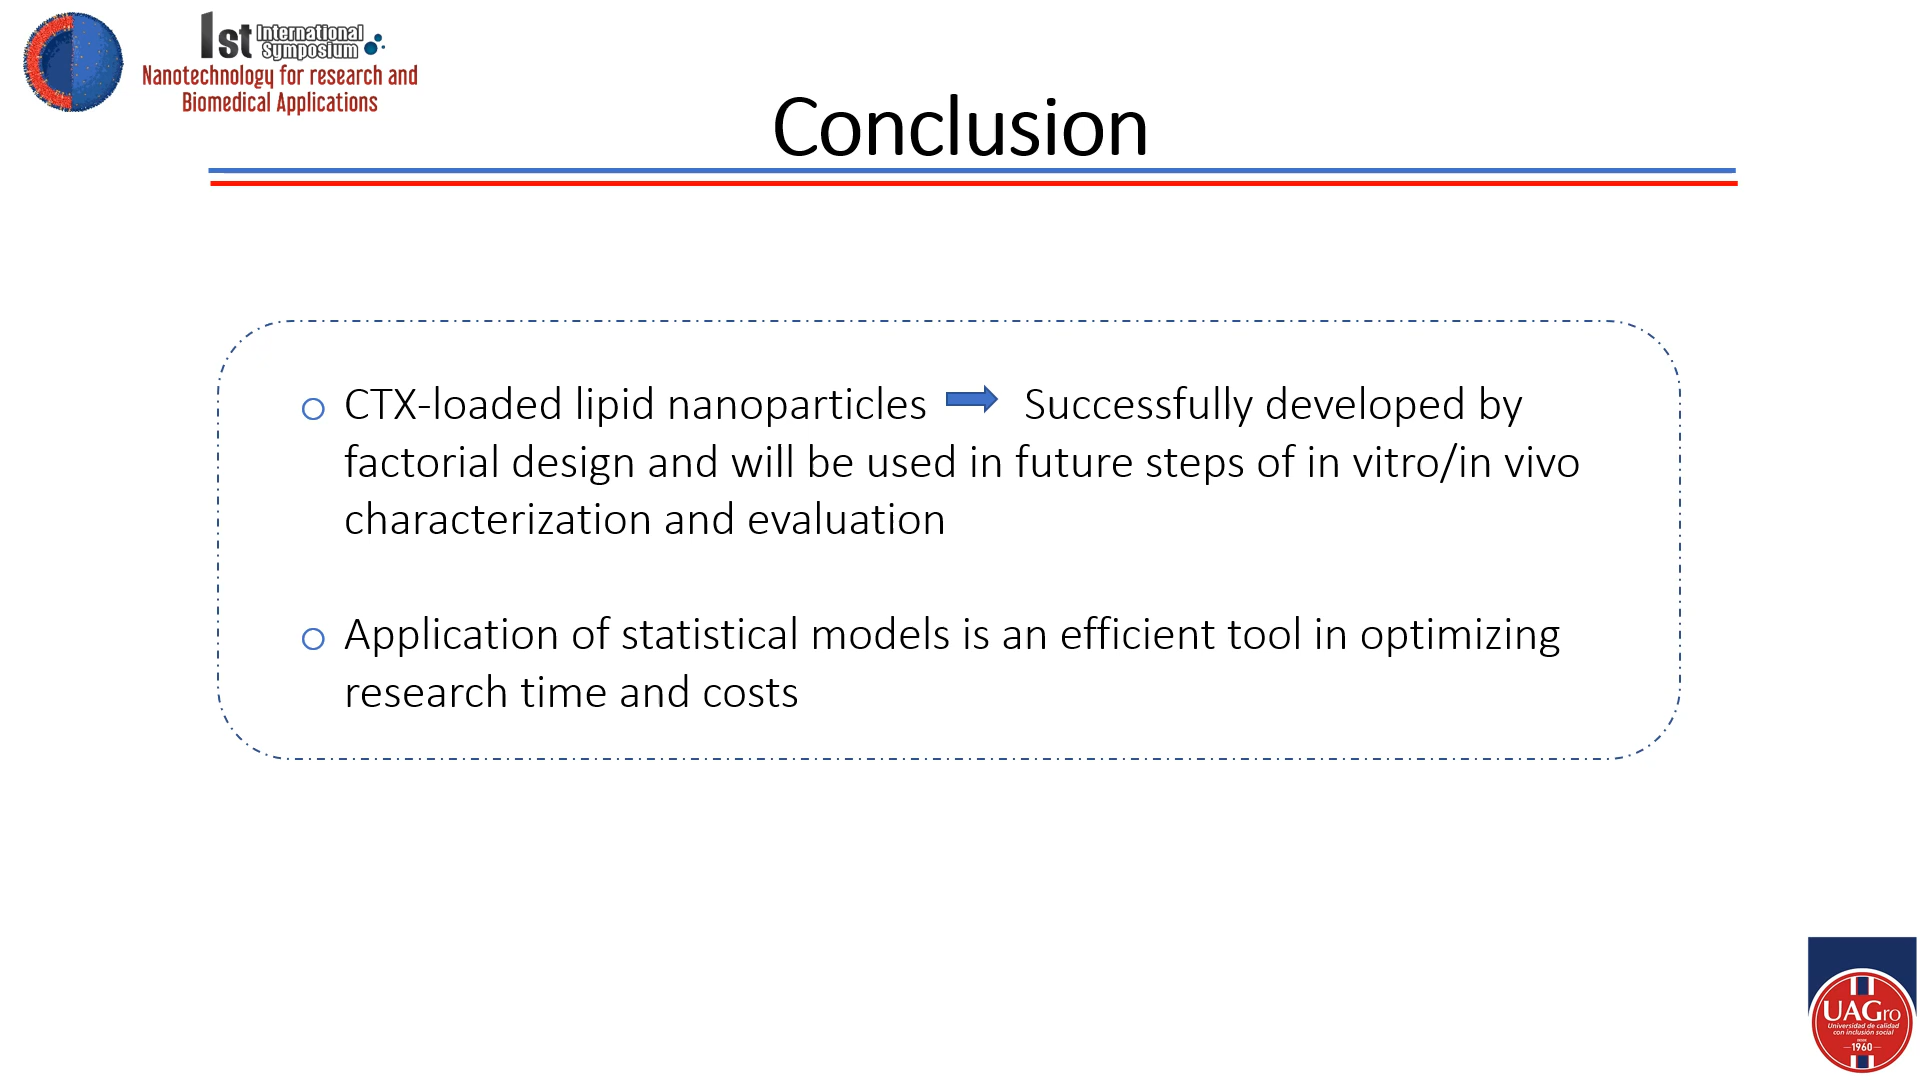 1st International
Symposium
Nanotechnology for research and
Biomedical Applications
Conclusion
CTX-loaded lipid nanoparticles Successfully developed by
factorial design and will be used in future steps of in vitro/in vivo
characterization and evaluation
Application of statistical models is an efficient tool in optimizing
research time and costs
UAGro
Universidad de calidad
con inclusión social
DESDE
1960